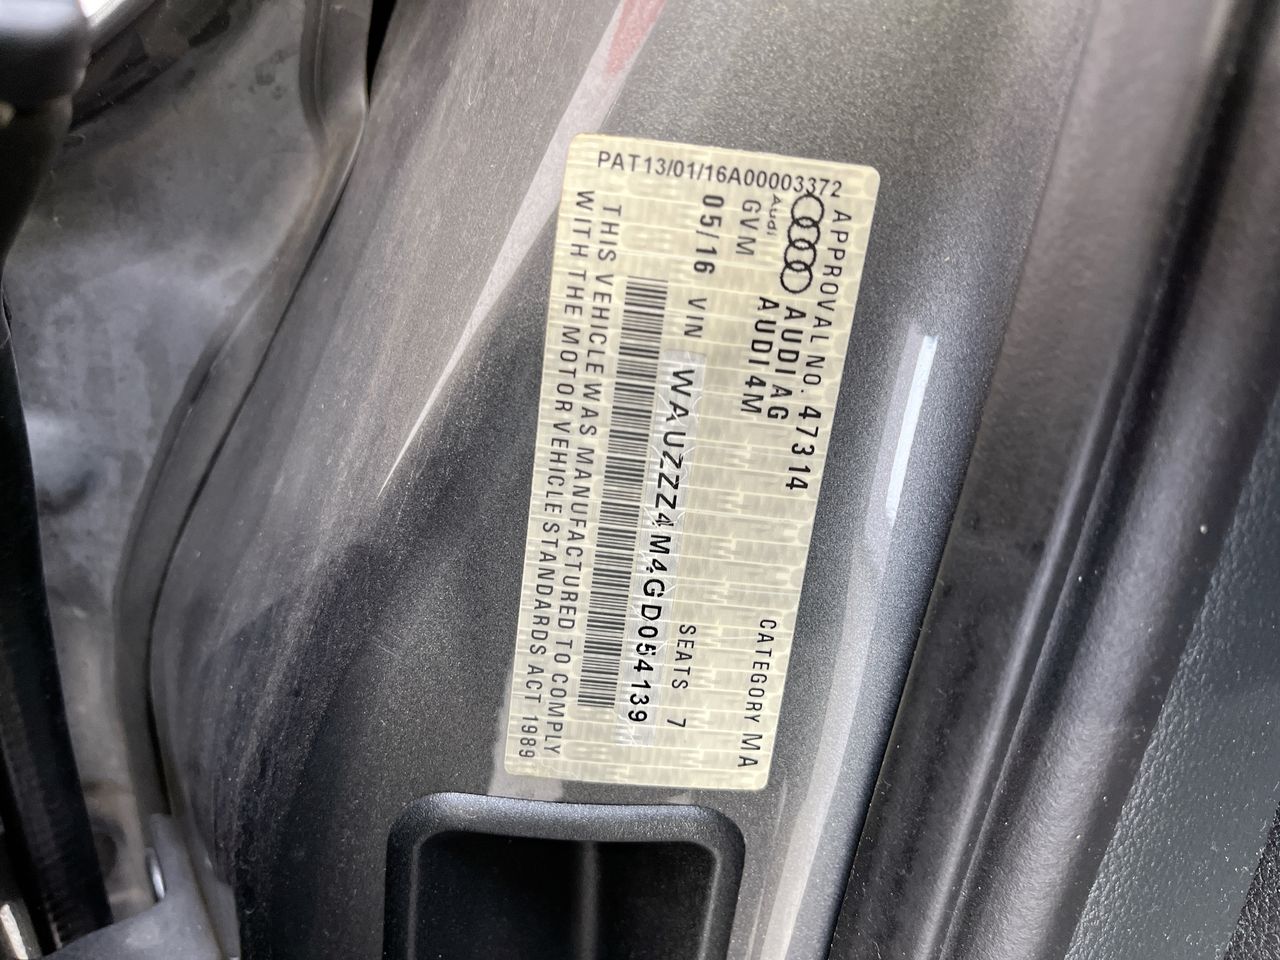 PAT13/01/16A00003372
APPROVAL NO. 47314
AUDI AG
CATEGORY MA
Audi
AUDI 4M
GVM
SEATS 7
05/16 VIN WAUZZZ4M4GD054139
THIS VEHICLE WAS MANUFACTURED TO COMPLY
WITH THE MOTOR VEHICLE STANDARDS ACT 1989